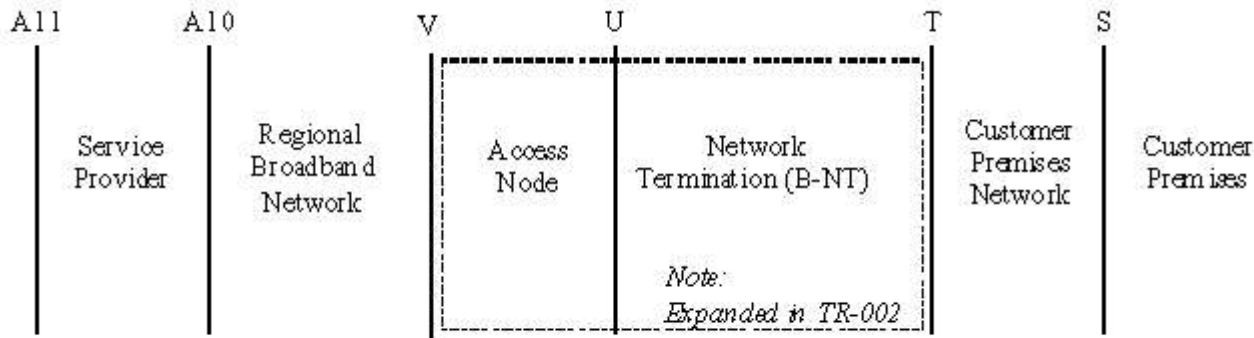 A11 A10 V U T S
Service
Provider
Regional
Broadband
Network
Access
Node
Network
Termination (B-NT)
Note:
Expanded in TR-002
Customer
Premises
Network
Customer
Premises